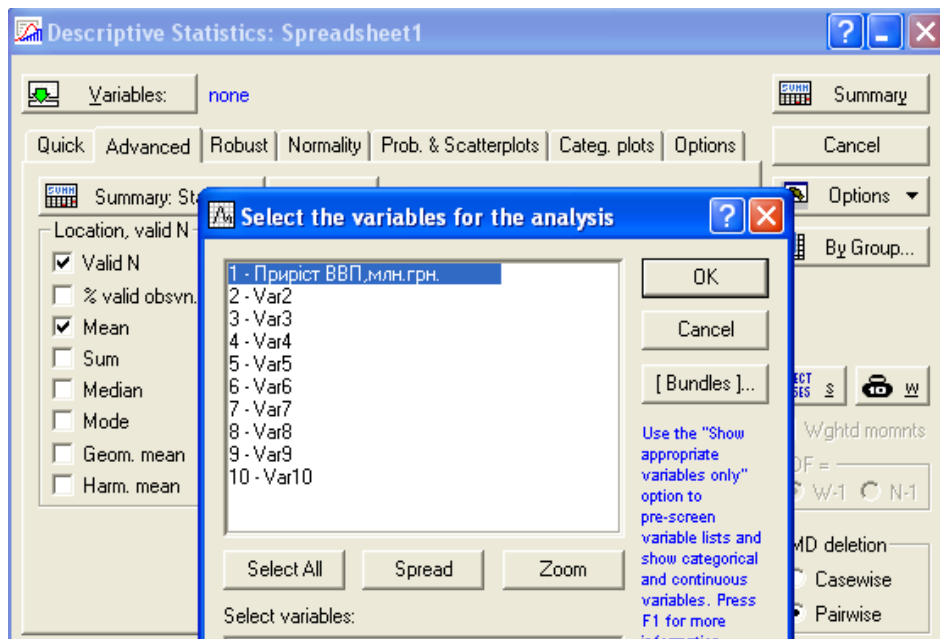 Descriptive Statistics: Spreadsheet1
Variables: none
SUMM Summary
Quick Advanced Robust Normality Prob. & Scatterplots Categ. plots Options
Cancel
SUMM Summary:
Options
By Group...
Location, valid N
Valid N
% valid obsvn.
Mean
Sum
Median
Mode
Geom. mean
Harm. mean
Select the variables for the analysis
1 - Приріст ВВП,млн.грн.
2 - Var2
3 - Var3
4 - Var4
5 - Var5
6 - Var6
7 - Var7
8 - Var8
9 - Var9
10 - Var10
OK
Cancel
[ Bundles ]...
Use the "Show
appropriate
variables only"
option to
pre-screen
variable lists and
show categorical
and continuous
variables. Press
F1 for more
Select All Spread Zoom
Select variables:
S W
Wghtd momnts
W-1 N-1
MD deletion
Casewise
Pairwise